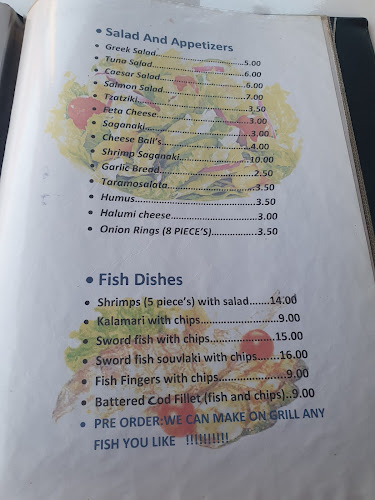 • Salad And Appetizers
• Greek Salad..........................5.00
• Tuna Salad...........................6.00
• Caesar Salad.........................6.00
• Salmon Salad.........................7.00
• Tzatziki.................................3.50
• Feta Cheese...........................3.00
• Saganaki................................3.00
• Cheese Ball's..........................4.00
• Shrimp Saganaki....................10.00
• Garlic Bread...........................2.50
• Taramosalata.........................3.50
• Humus...................................3.50
• Halumi cheese........................3.00
• Onion Rings (8 PIECE'S).................3.50
• Fish Dishes
• Shrimps (5 piece's) with salad.......14.00
• Kalamari with chips......................9.00
• Sword fish with chips....................15.00
• Sword fish souvlaki with chips.......16.00
• Fish Fingers with chips..................9.00
• Battered Cod Fillet (fish and chips)..9.00
• PRE ORDER:WE CAN MAKE ON GRILL ANY
FISH YOU LIKE !!!!!!!!!!